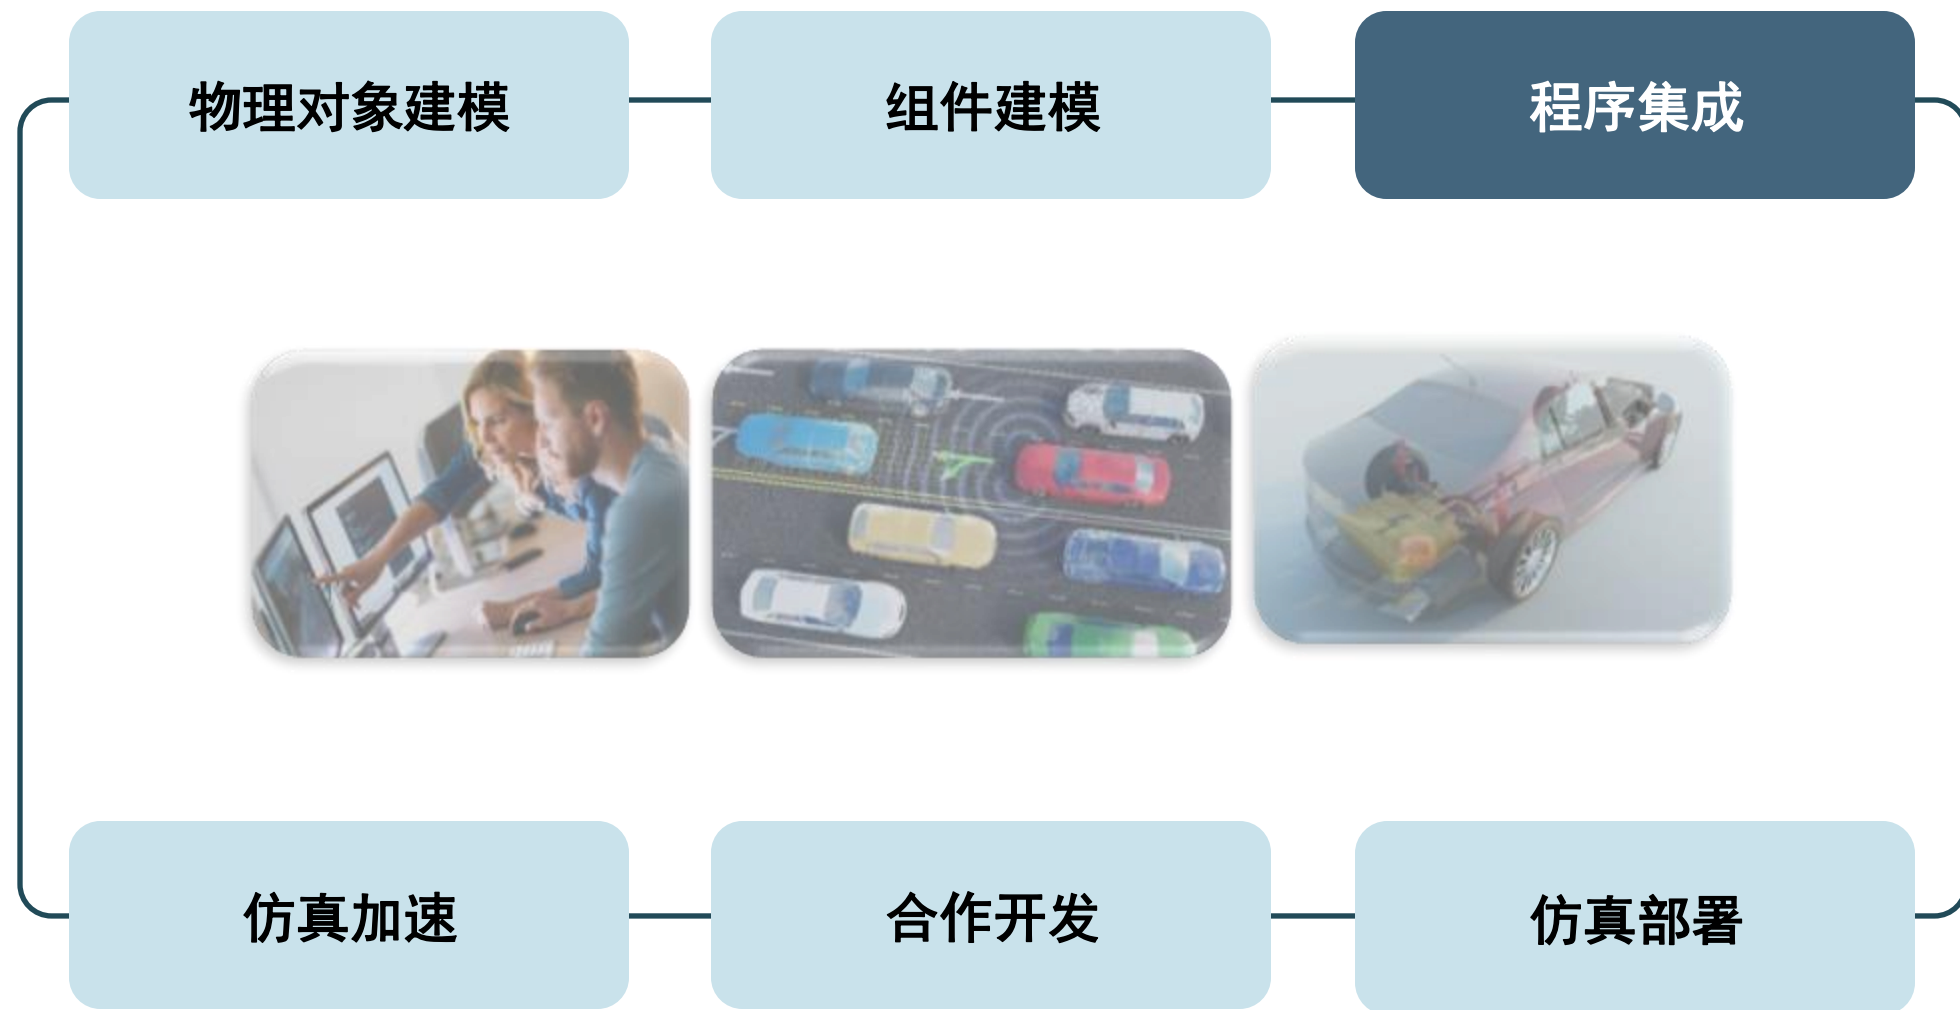 物理对象建模
组件建模
程序集成
仿真加速
合作开发
仿真部署